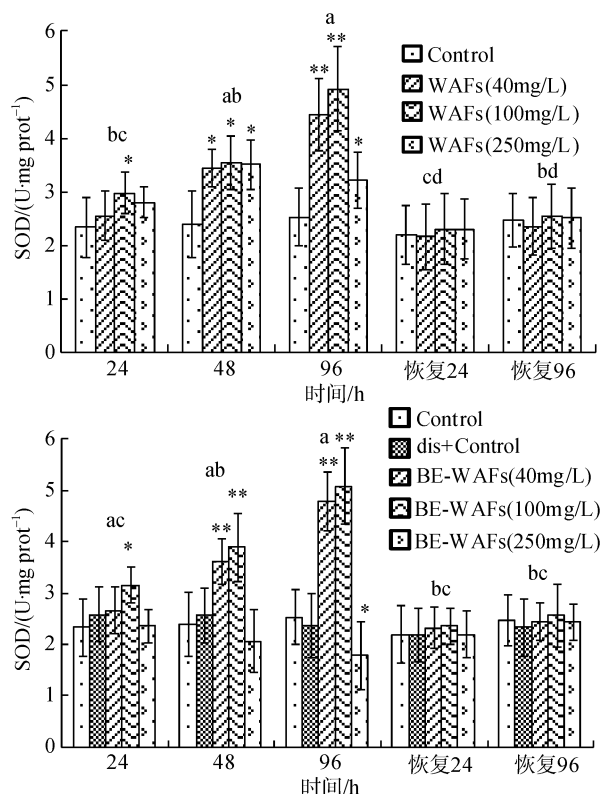 6
5
4
3
2
1
0
SOD/(U·mg prot⁻¹)
Control
WAFs(40mg/L)
WAFs(100mg/L)
WAFs(250mg/L)
bc
*
ab
* * *
a
** ** *
cd
bd
24 48 96 恢复24 恢复96
时间/h
6
5
4
3
2
1
0
SOD/(U·mg prot⁻¹)
Control
dis+Control
BE-WAFs(40mg/L)
BE-WAFs(100mg/L)
BE-WAFs(250mg/L)
ac
*
ab
** **
a
** ** *
bc
bc
24 48 96 恢复24 恢复96
时间/h